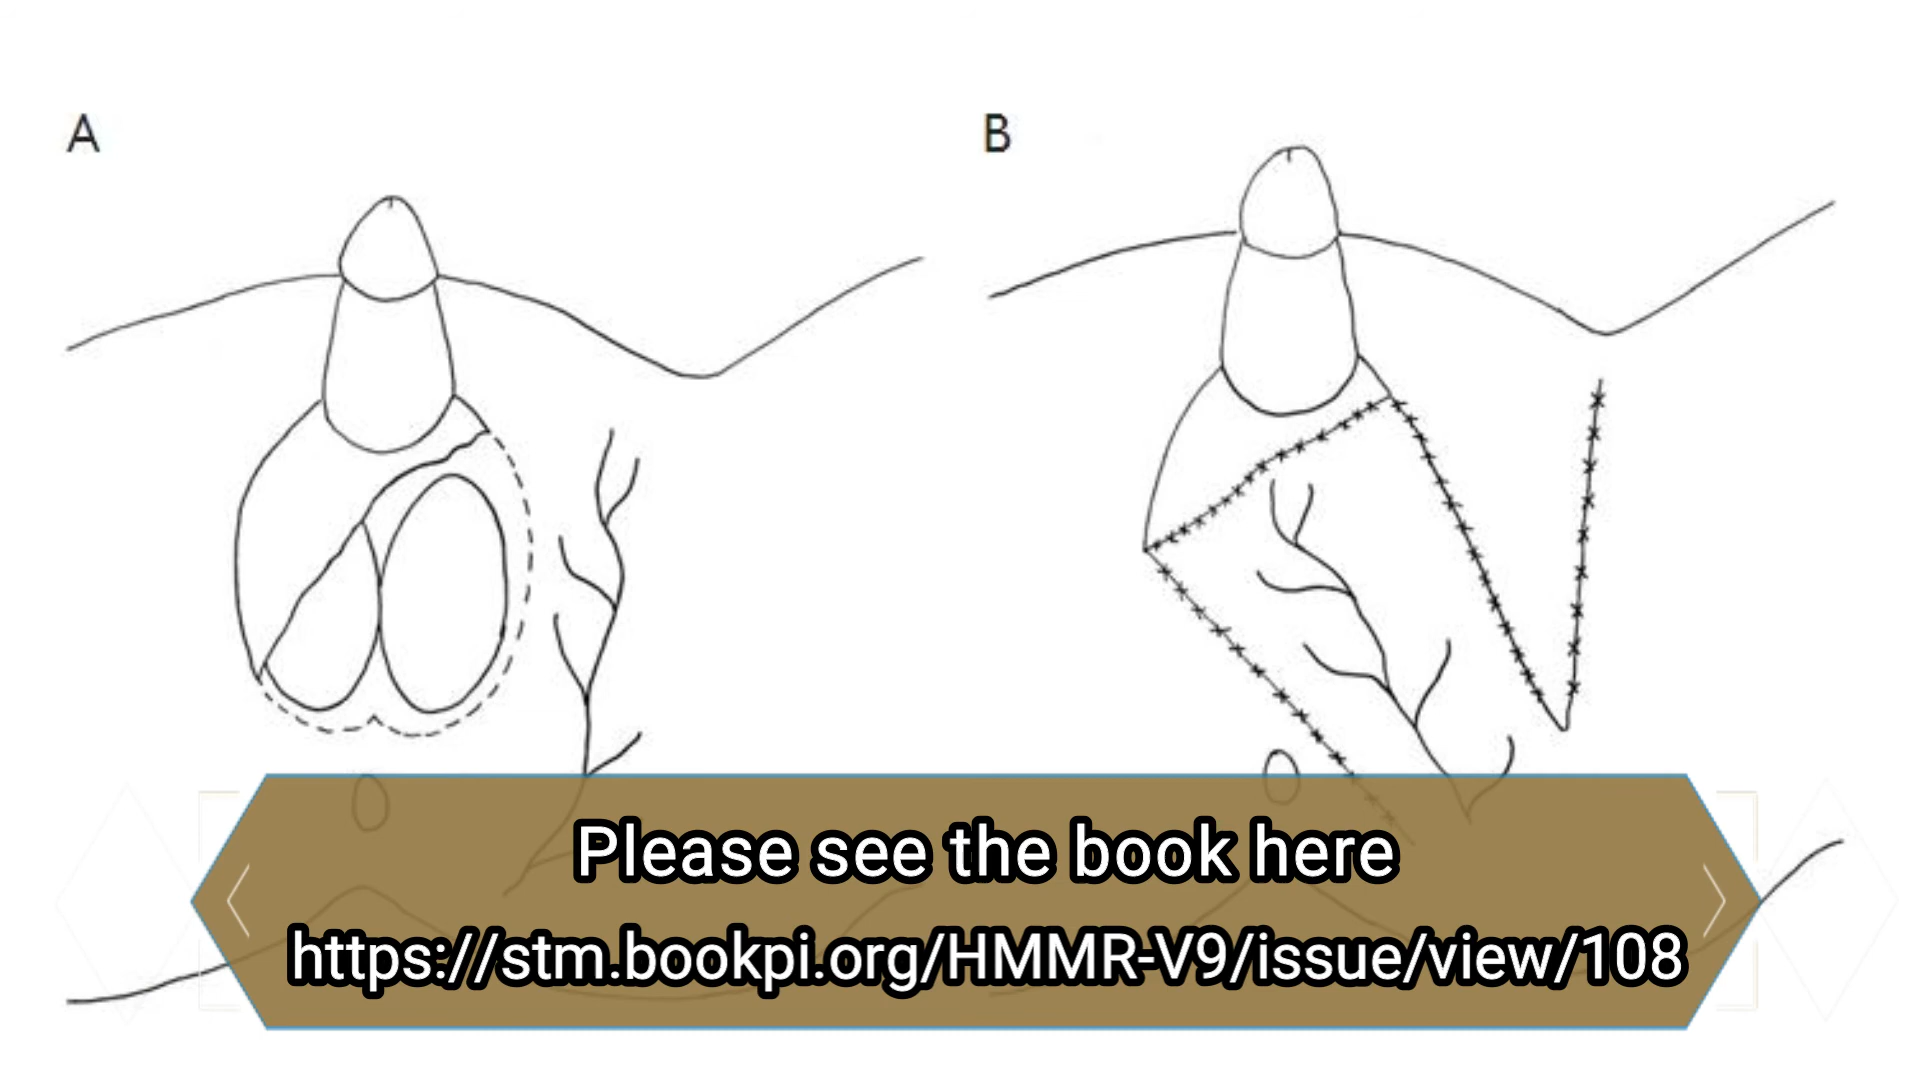 A
B
Please see the book here
https://stm.bookpi.org/HMMR-V9/issue/view/108